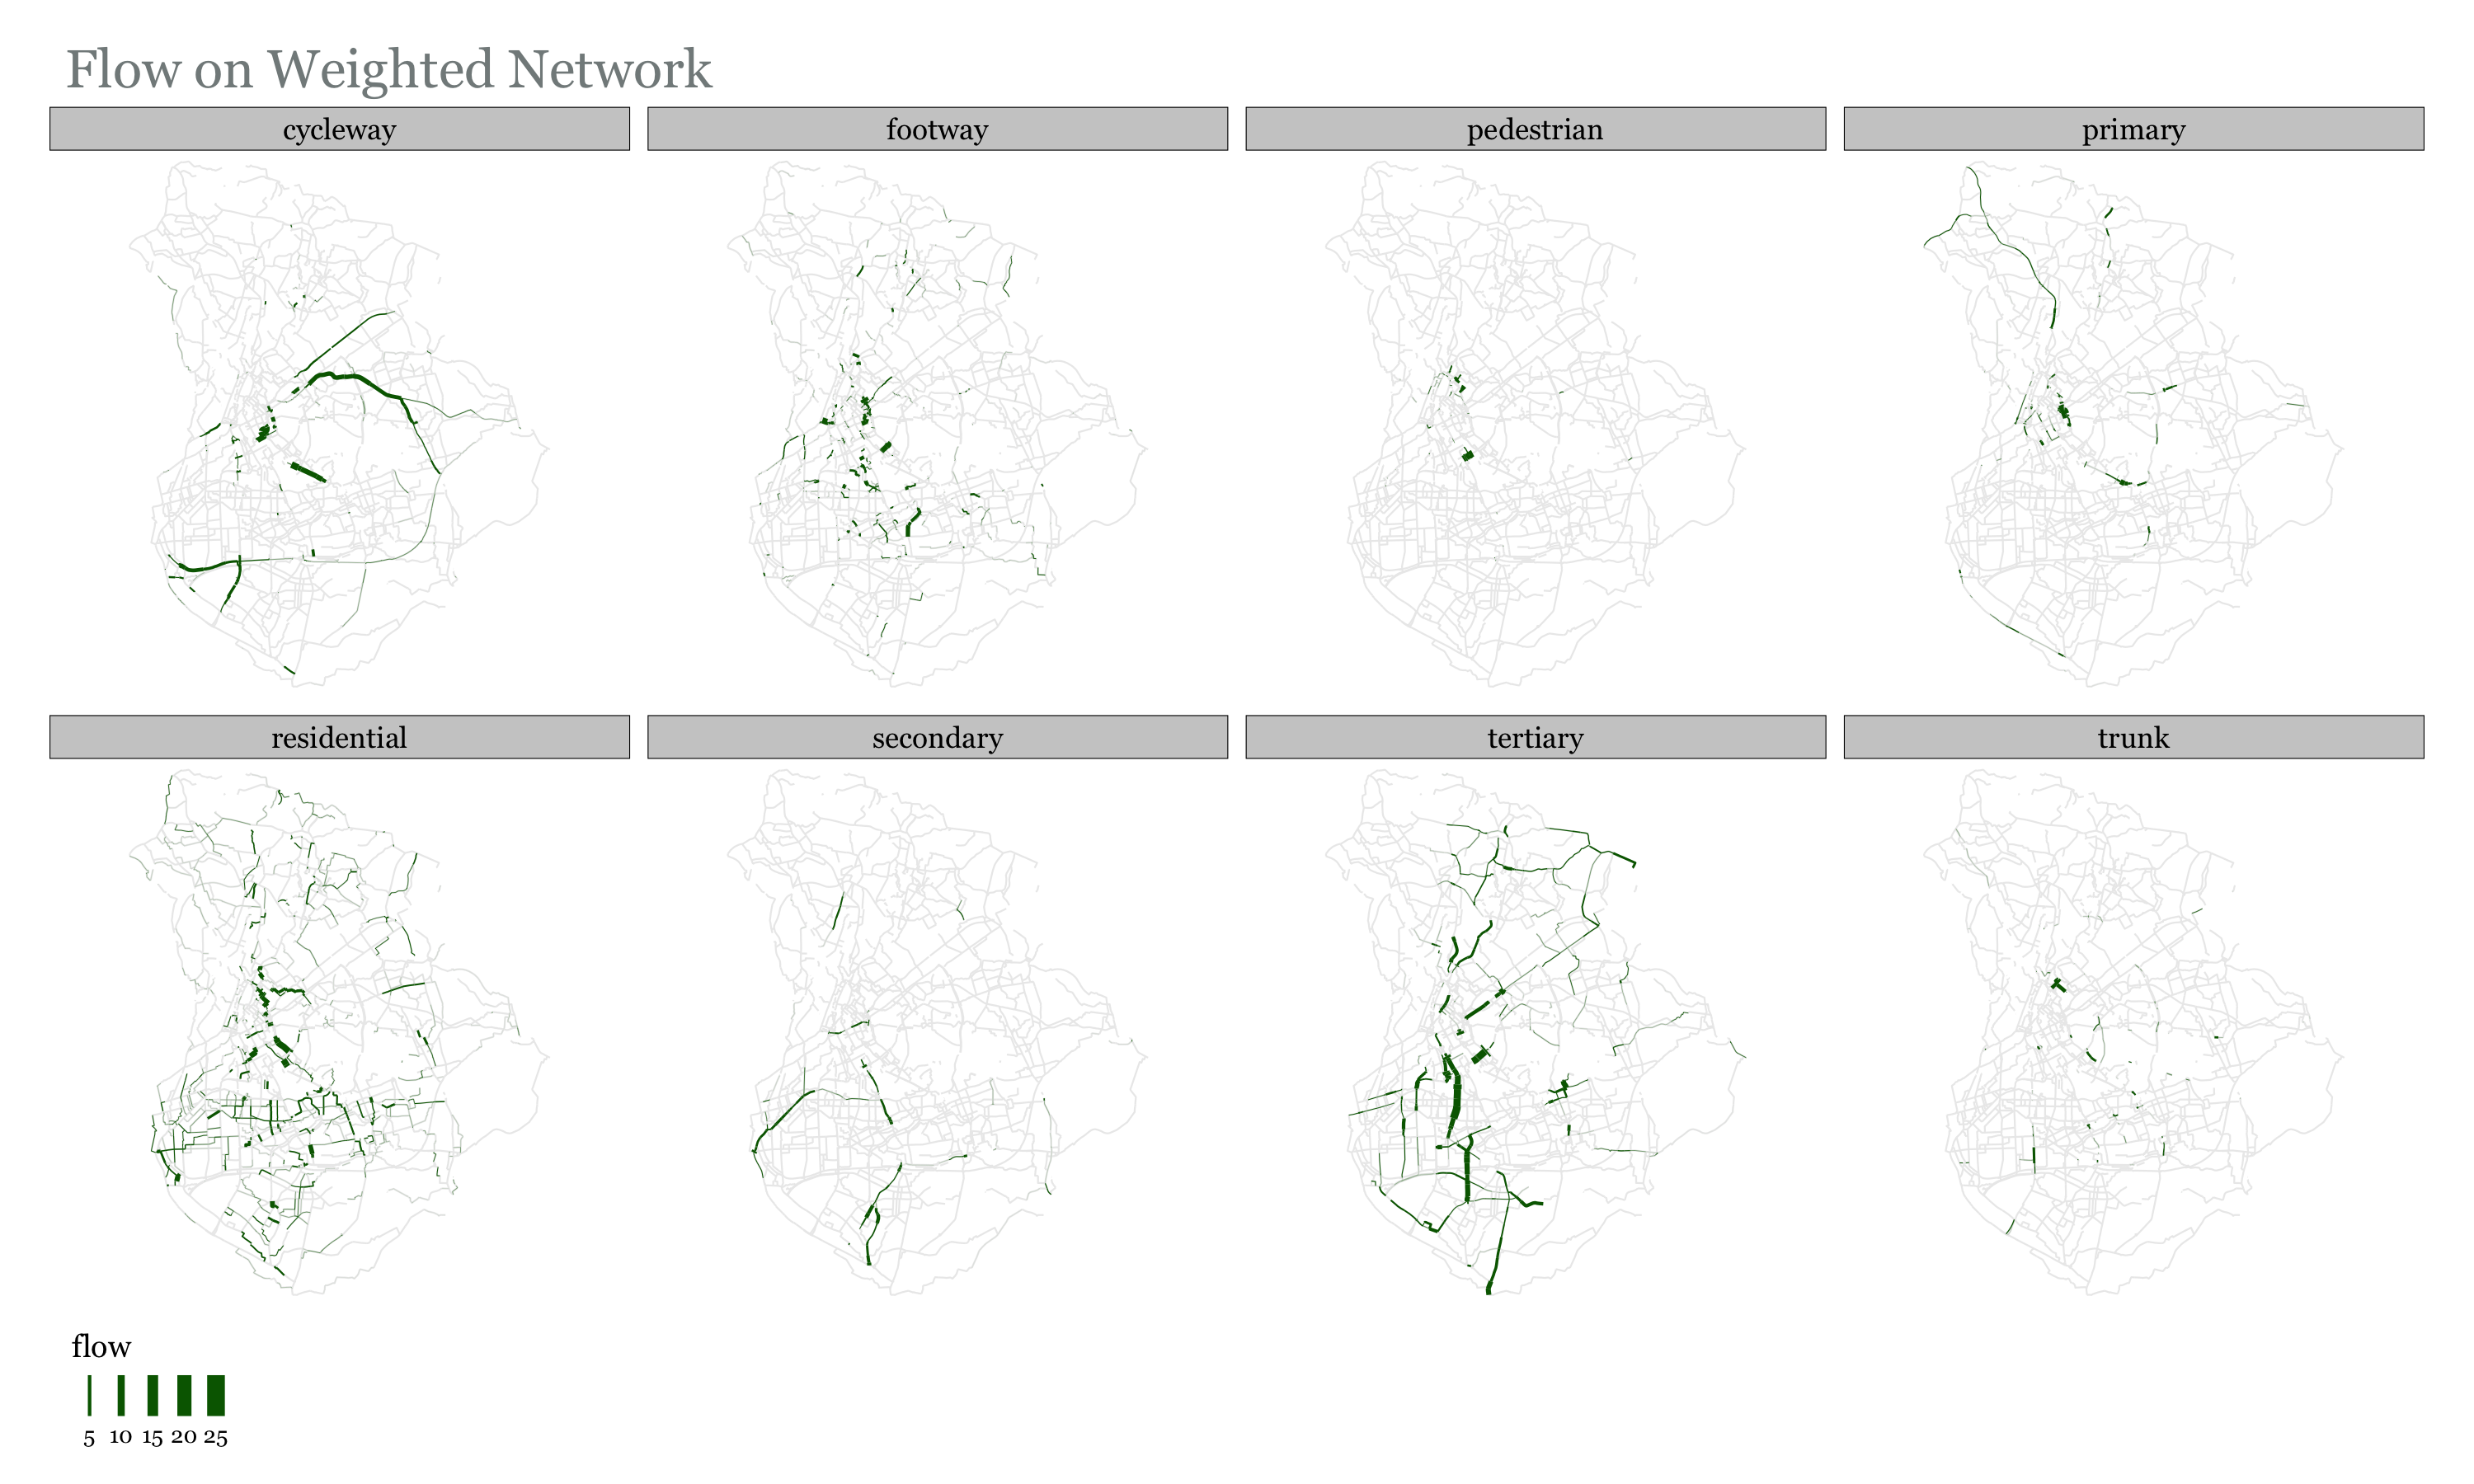 Flow on Weighted Network
cycleway footway pedestrian primary
residential secondary tertiary trunk
flow
5 10 15 20 25